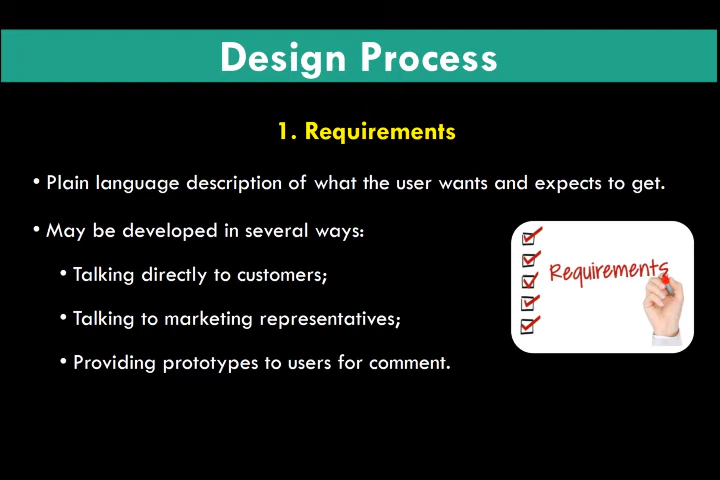 Design Process
1. Requirements
• Plain language description of what the user wants and expects to get.
• May be developed in several ways:
• Talking directly to customers;
• Talking to marketing representatives;
• Providing prototypes to users for comment.
Requirements